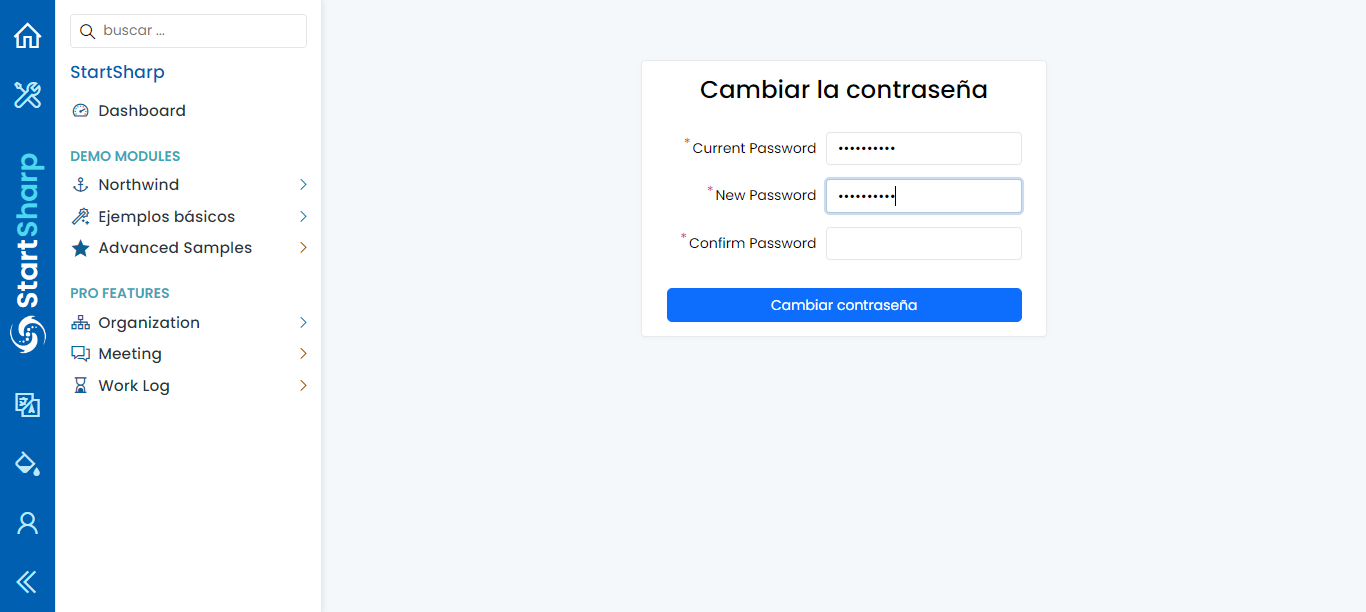 buscar ...
StartSharp
Dashboard
DEMO MODULES
Northwind
Ejemplos básicos
Advanced Samples
PRO FEATURES
Organization
Meeting
Work Log
StartSharp
Cambiar la contraseña
*Current Password ••••••••••
*New Password ••••••••••
*Confirm Password
Cambiar contraseña